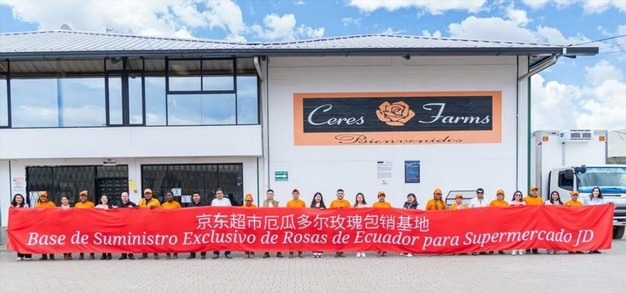 Ceres Farms
Bienvenidos
京东超市厄瓜多尔玫瑰包销基地
Base de Suministro Exclusivo de Rosas de Ecuador para Supermercado JD